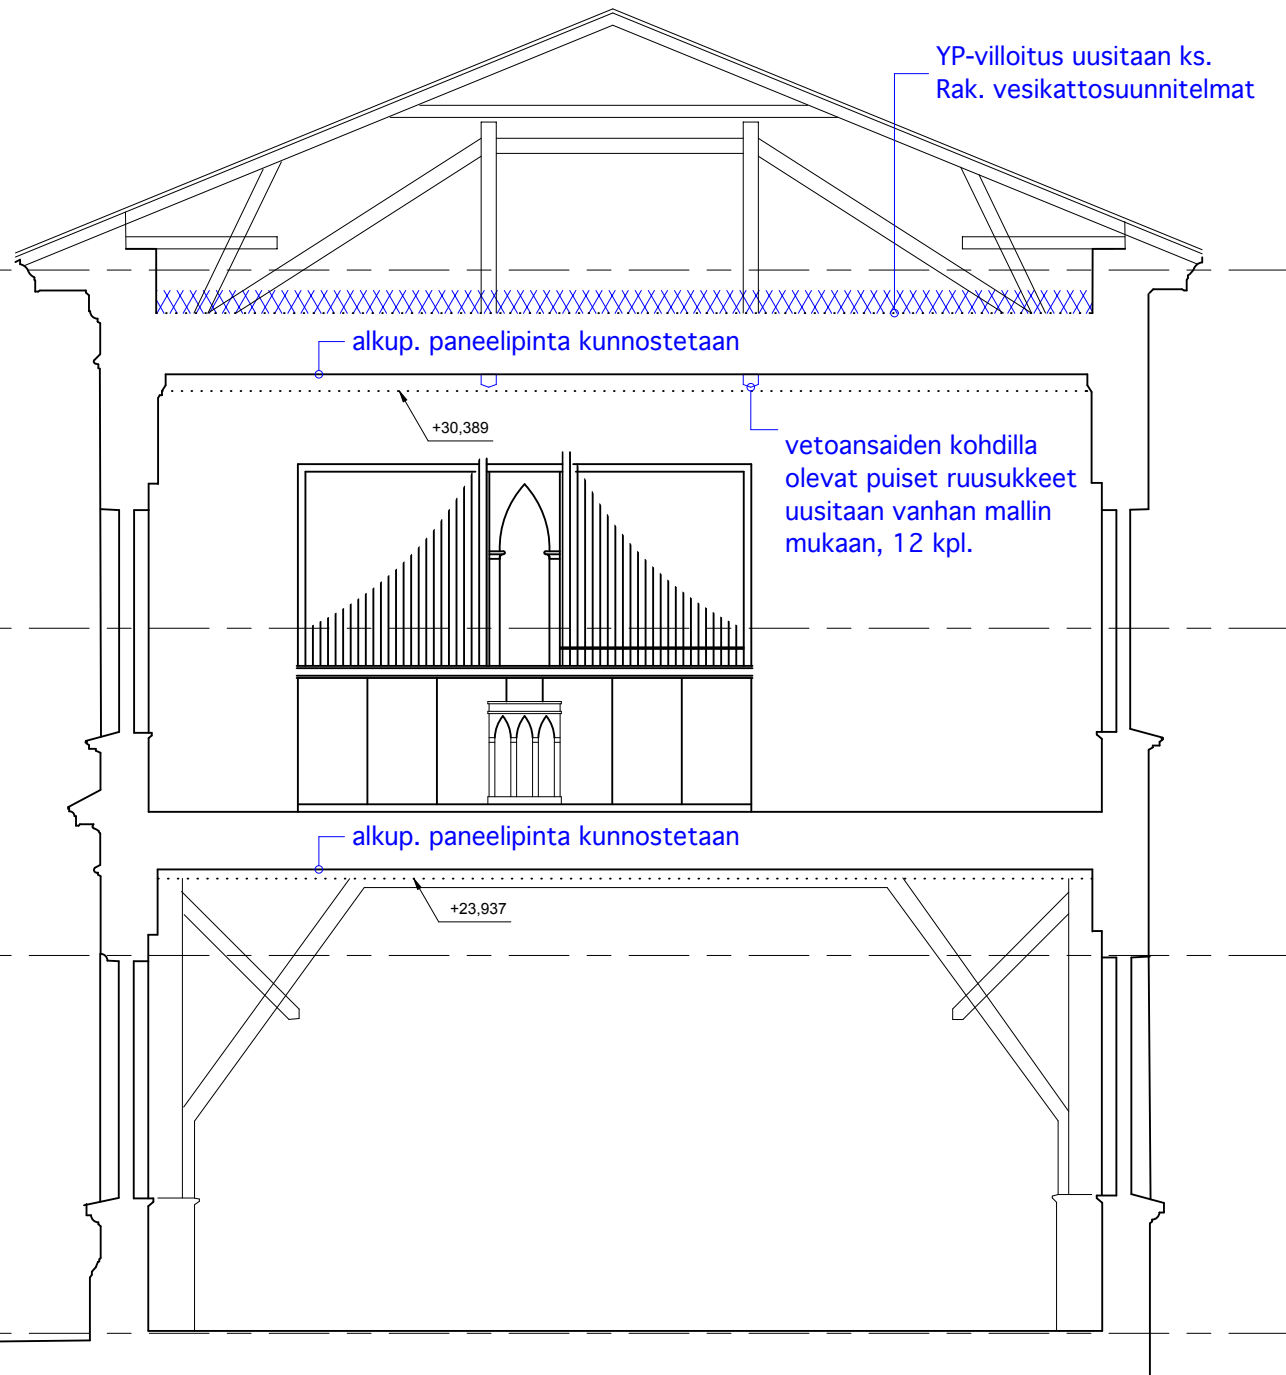 YP-villoitus uusitaan ks.
Rak. vesikattosuunnitelmat
alkup. paneelipinta kunnostetaan
+30,389
vetoansaiden kohdilla
olevat puiset ruusukkeet
uusitaan vanhan mallin
mukaan, 12 kpl.
alkup. paneelipinta kunnostetaan
+23,937